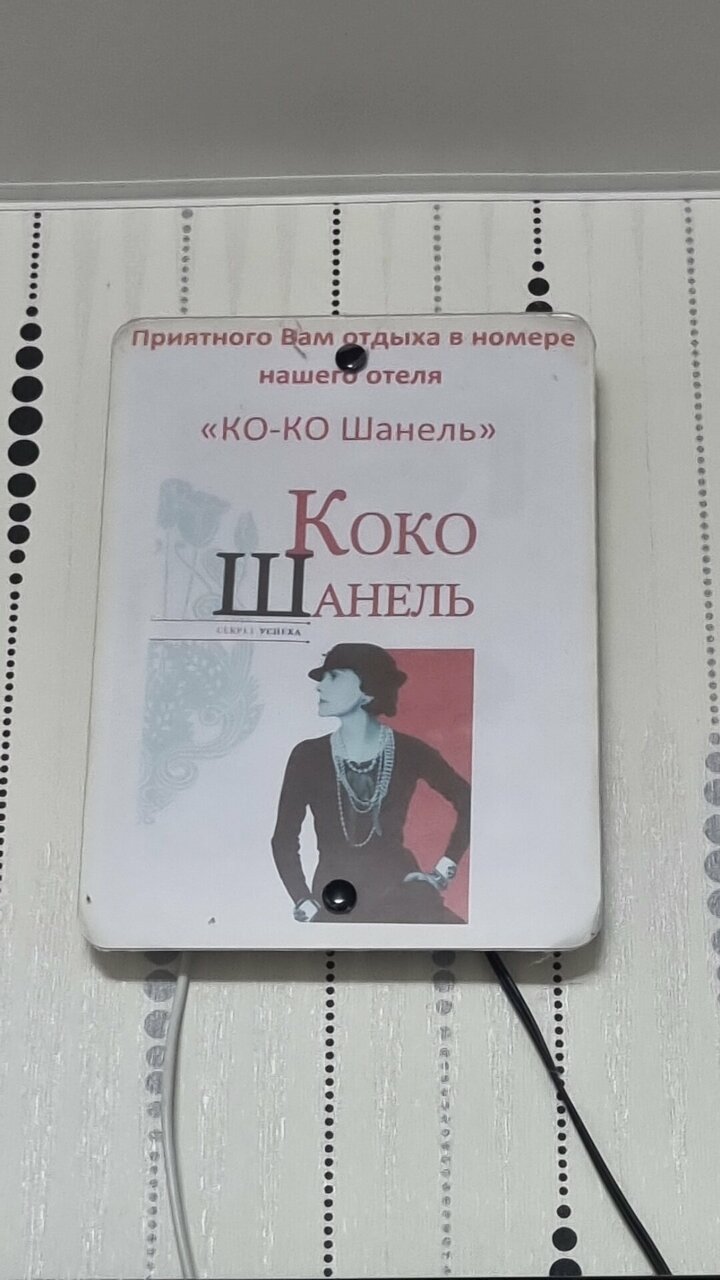 Приятного Вам отдыха в номере
нашего отеля
«КО-КО Шанель»
КОКО
ШАНЕЛЬ
СЕКРЕТ УСПЕХА